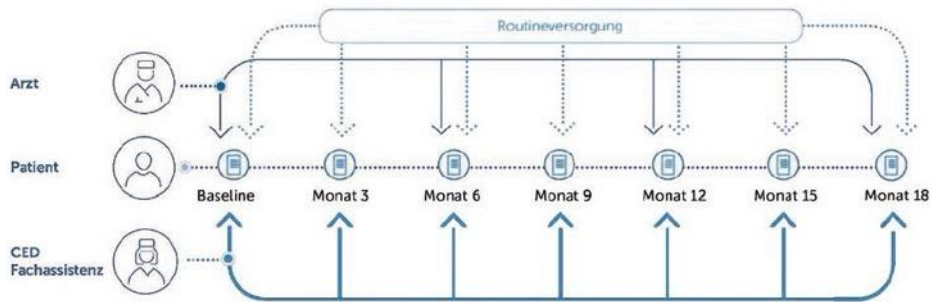 Routineversorgung
Arzt
Patient
Baseline
Monat 3
Monat 6
Monat 9
Monat 12
Monat 15
Monat 18
CED
Fachassistenz